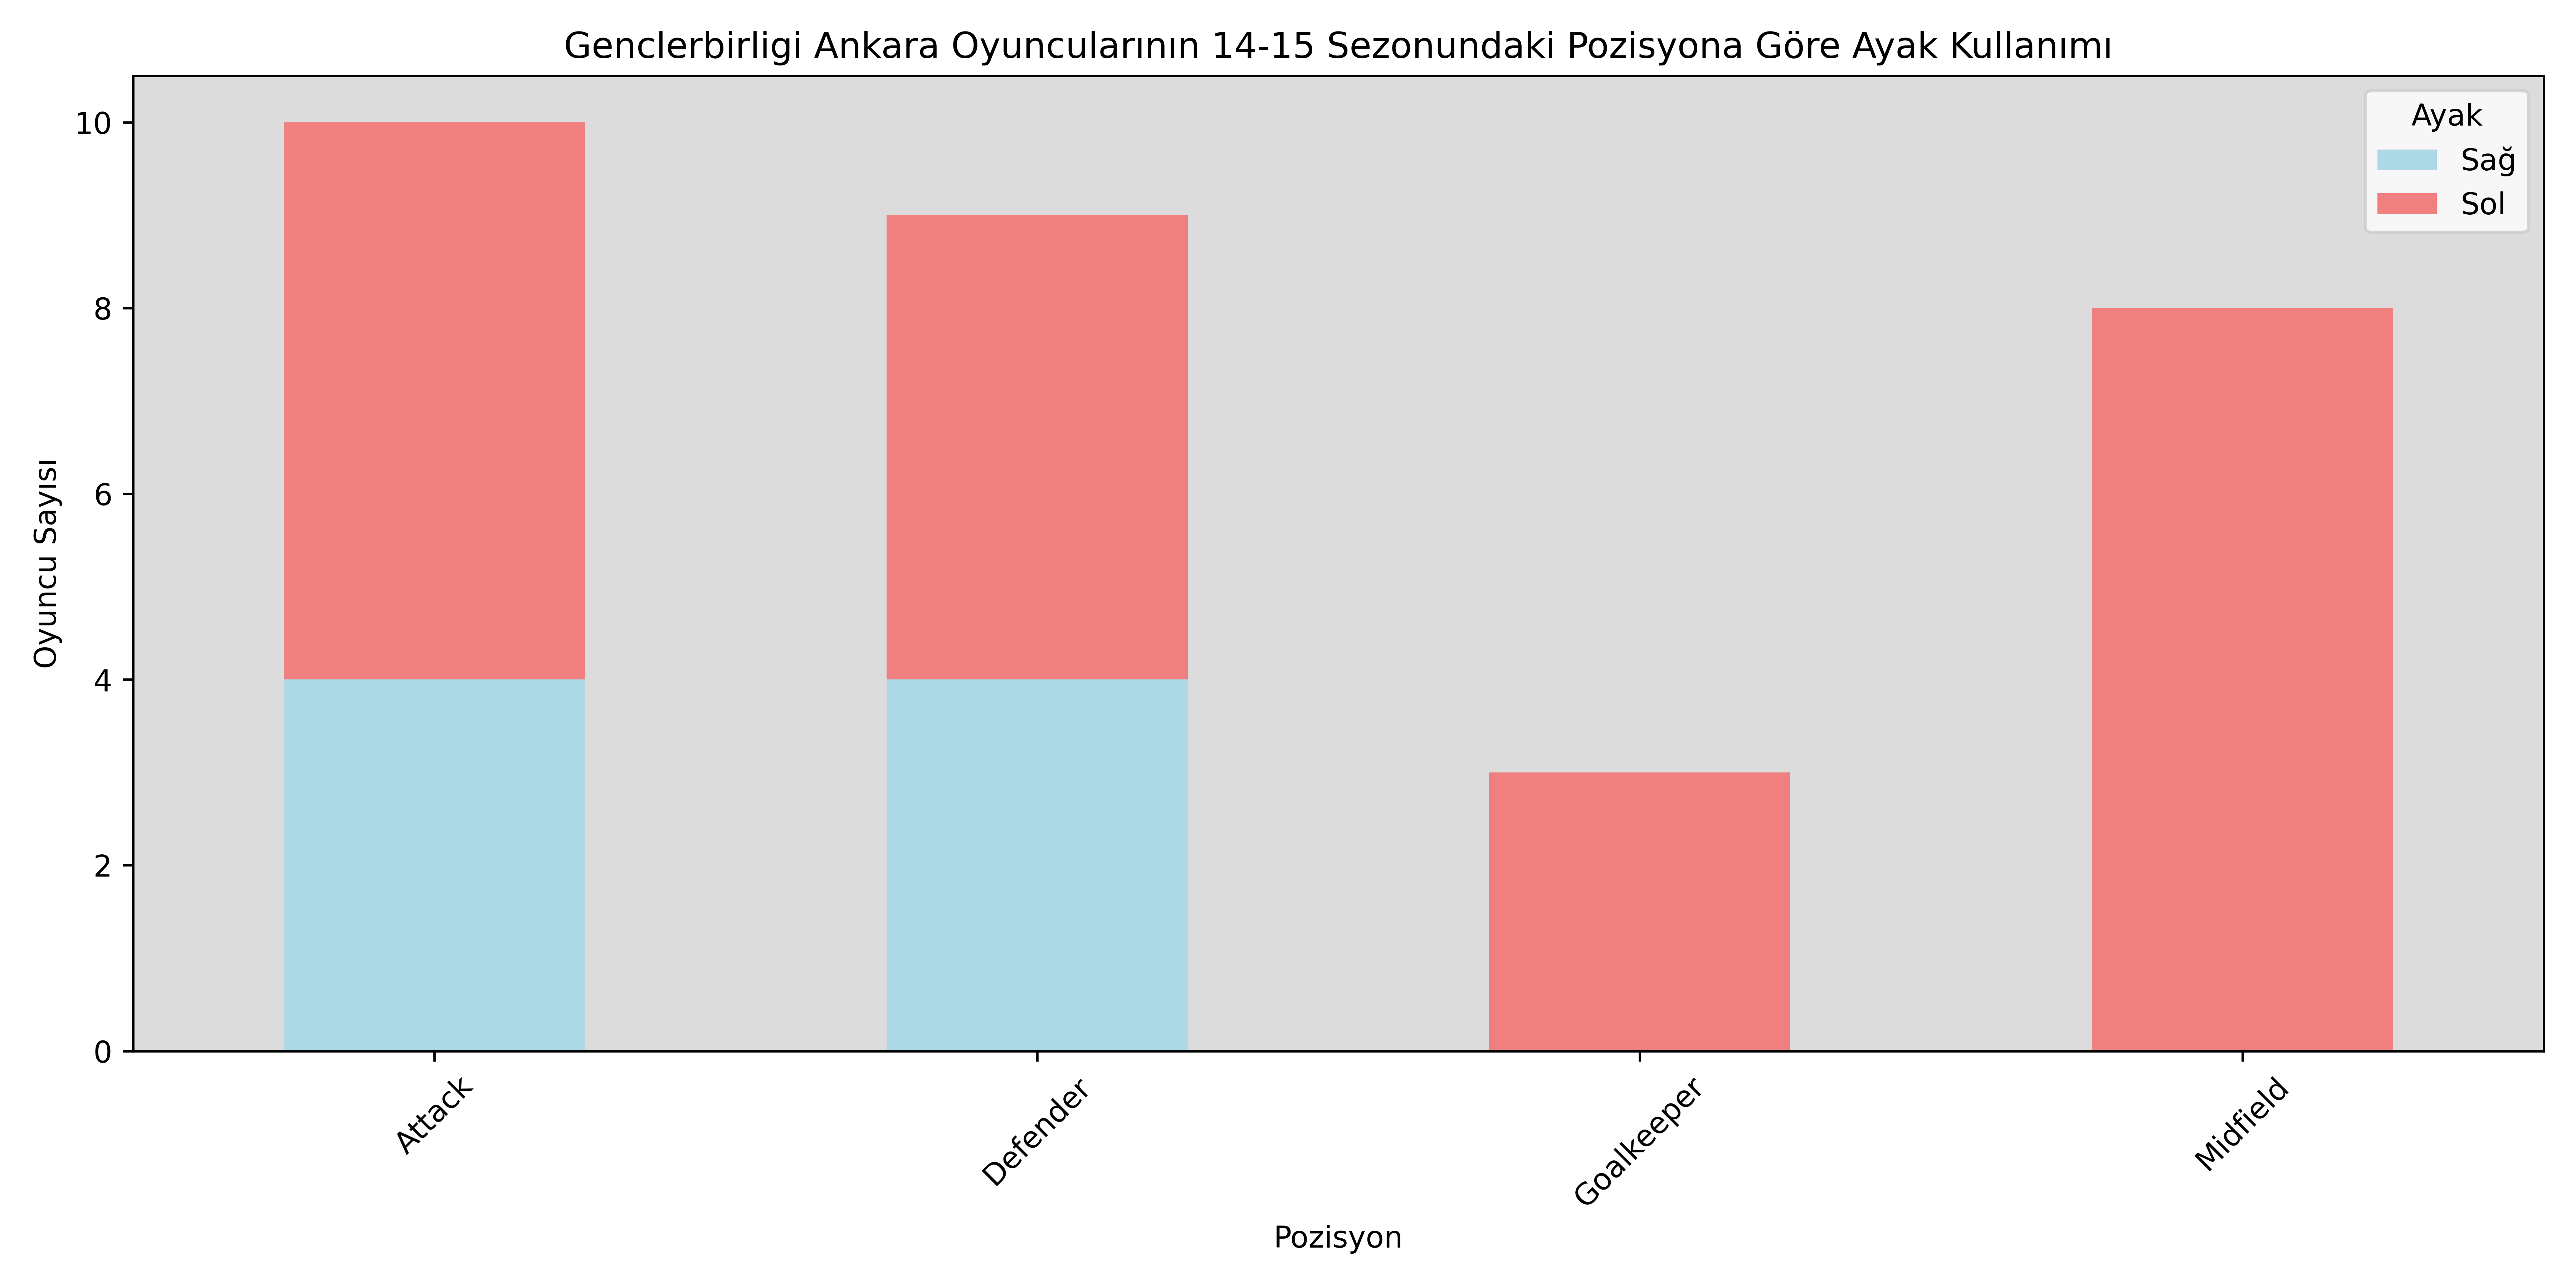 Genclerbirligi Ankara Oyuncularının 14-15 Sezonundaki Pozisyona Göre Ayak Kullanımı
Ayak
Sağ
Sol
Oyuncu Sayısı
10
8
6
4
2
0
Attack
Defender
Goalkeeper
Midfield
Pozisyon